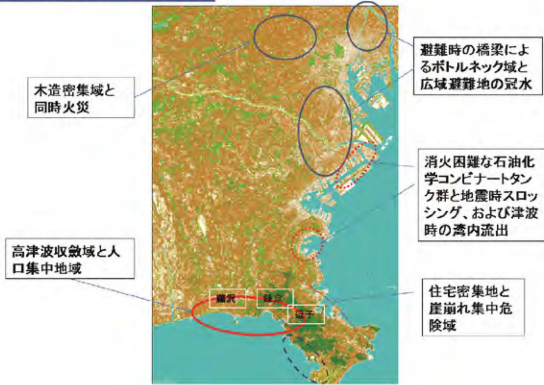 避難時の橋梁によ
るボトルネック域と
広域避難地の冠水
木造密集域と
同時火災
消火困難な石油化
学コンビナートタン
ク群と地震時スロッ
シング、および津波
時の湾内流出
高津波収斂域と人
口集中地域
藤沢
鎌倉
逗子
住宅密集地と
崖崩れ集中危
険域